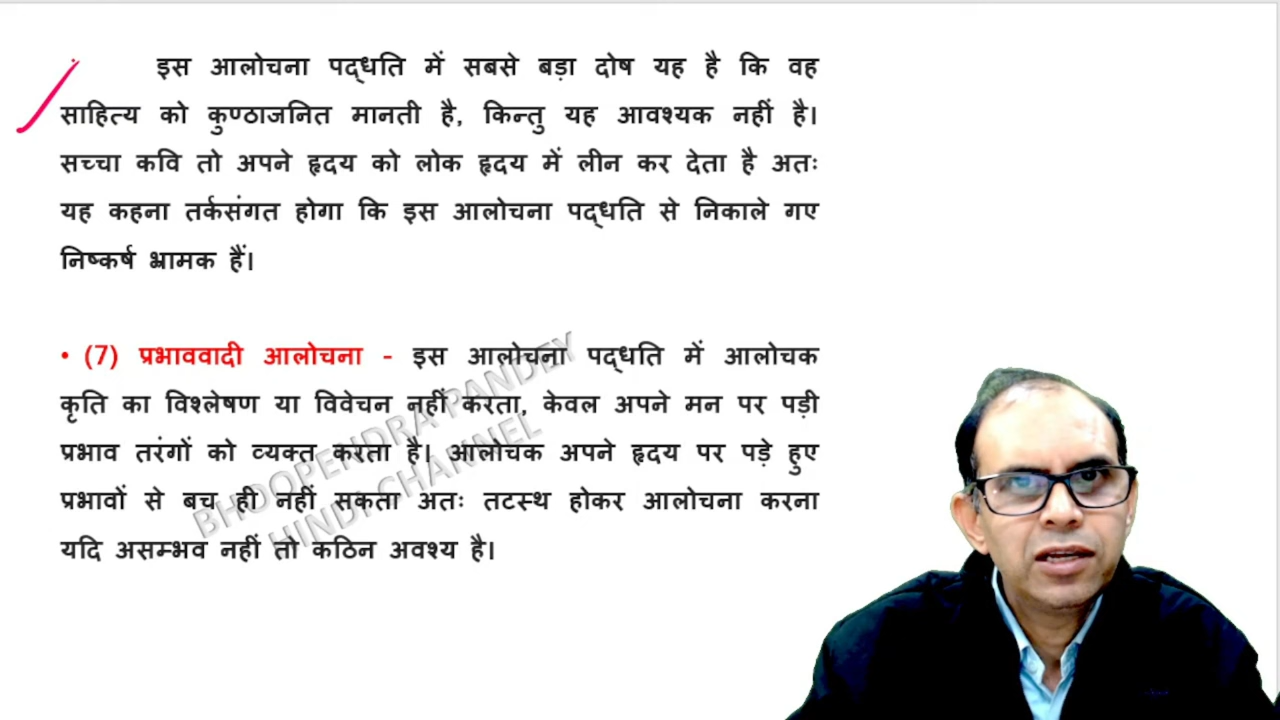 इस आलोचना पद्धति में सबसे बड़ा दोष यह है कि वह
साहित्य को कुण्ठाजनित मानती है, किन्तु यह आवश्यक नहीं है।
सच्चा कवि तो अपने हृदय को लोक हृदय में लीन कर देता है अतः
यह कहना तर्कसंगत होगा कि इस आलोचना पद्धति से निकाले गए
निष्कर्ष भ्रामक हैं।
• (7) प्रभाववादी आलोचना - इस आलोचना पद्धति में आलोचक
कृति का विश्लेषण या विवेचन नहीं करता, केवल अपने मन पर पड़ी
प्रभाव तरंगों को व्यक्त करता है। आलोचक अपने हृदय पर पड़े हुए
प्रभावों से बच ही नहीं सकता अतः तटस्थ होकर आलोचना करना
यदि असम्भव नहीं तो कठिन अवश्य है।
BHOOPENDRA PANDEY
HINDI CHANNEL